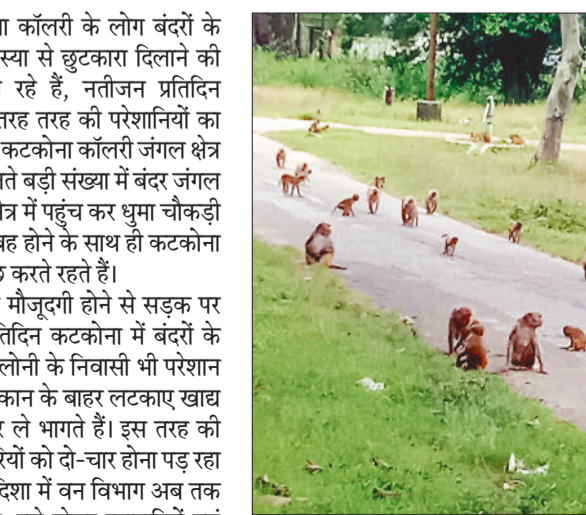 कॉलरी के लोग बंदरों के
से छुटकारा दिलाने की
रहे हैं, नतीजन प्रतिदिन
तरह की परेशानियों का
कटकोना कॉलरी जंगल क्षेत्र
बड़ी संख्या में बंदर जंगल
में पहुंच कर धुमा चौकड़ी
होने के साथ ही कटकोना
करते रहते हैं।
मौजूदगी होने से सड़क पर
कटकोना में बंदरों के
के निवासी भी परेशान
के बाहर लटकाए खाद्य
ले भागते हैं। इस तरह की
को दो-चार होना पड़ रहा
में वन विभाग अब तक